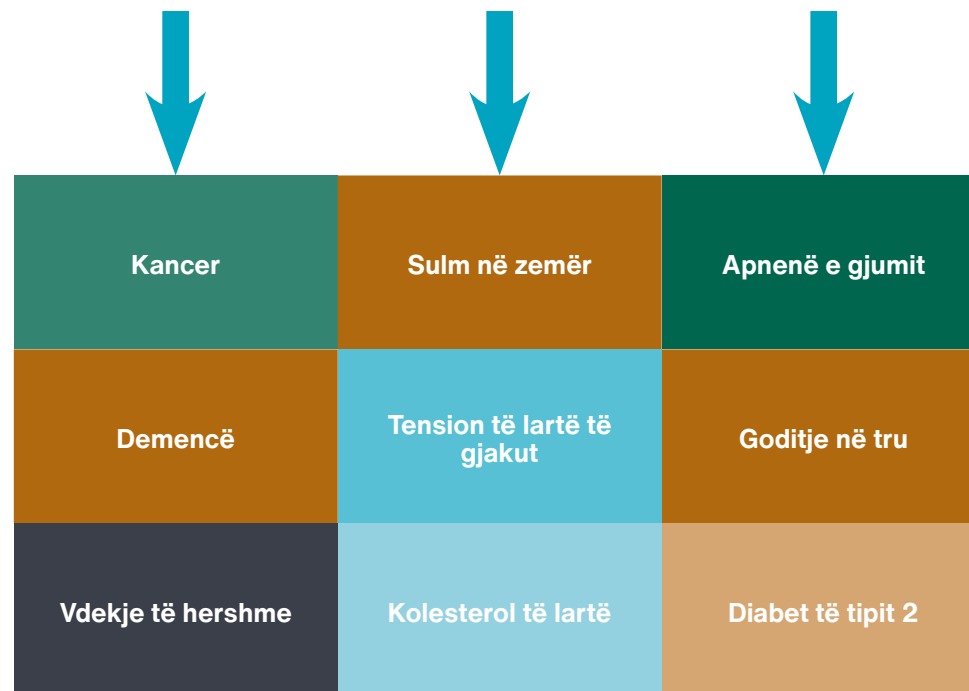 Kancer
Sulm në zemër
Apnenë e gjumit
Demencë
Tension të lartë të
gjakut
Goditje në tru
Vdekje të hershme
Kolesterol të lartë
Diabet të tipit 2